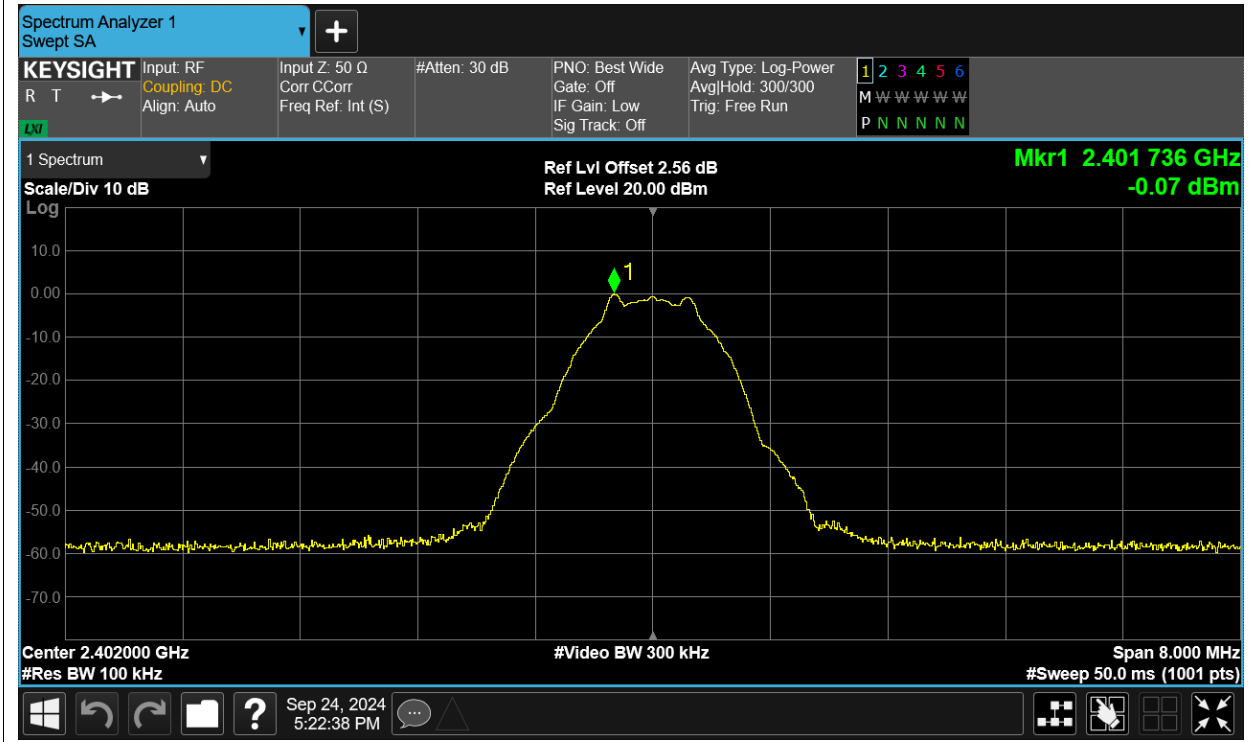 Spectrum Analyzer 1
Swept SA
KEYSIGHT
R T
LXI
Input: RF
Coupling: DC
Align: Auto
Input Z: 50 Ω
Corr CCorr
Freq Ref: Int (S)
#Atten: 30 dB
PNO: Best Wide
Gate: Off
IF Gain: Low
Sig Track: Off
Avg Type: Log-Power
Avg|Hold: 300/300
Trig: Free Run
1 2 3 4 5 6
M W W W W W
P N N N N N
1 Spectrum
Scale/Div 10 dB
Log
Ref Lvl Offset 2.56 dB
Ref Level 20.00 dBm
Mkr1 2.401 736 GHz
-0.07 dBm
1
10.0
0.00
-10.0
-20.0
-30.0
-40.0
-50.0
-60.0
-70.0
Center 2.402000 GHz
#Res BW 100 kHz
#Video BW 300 kHz
Span 8.000 MHz
#Sweep 50.0 ms (1001 pts)
?
Sep 24, 2024
5:22:38 PM